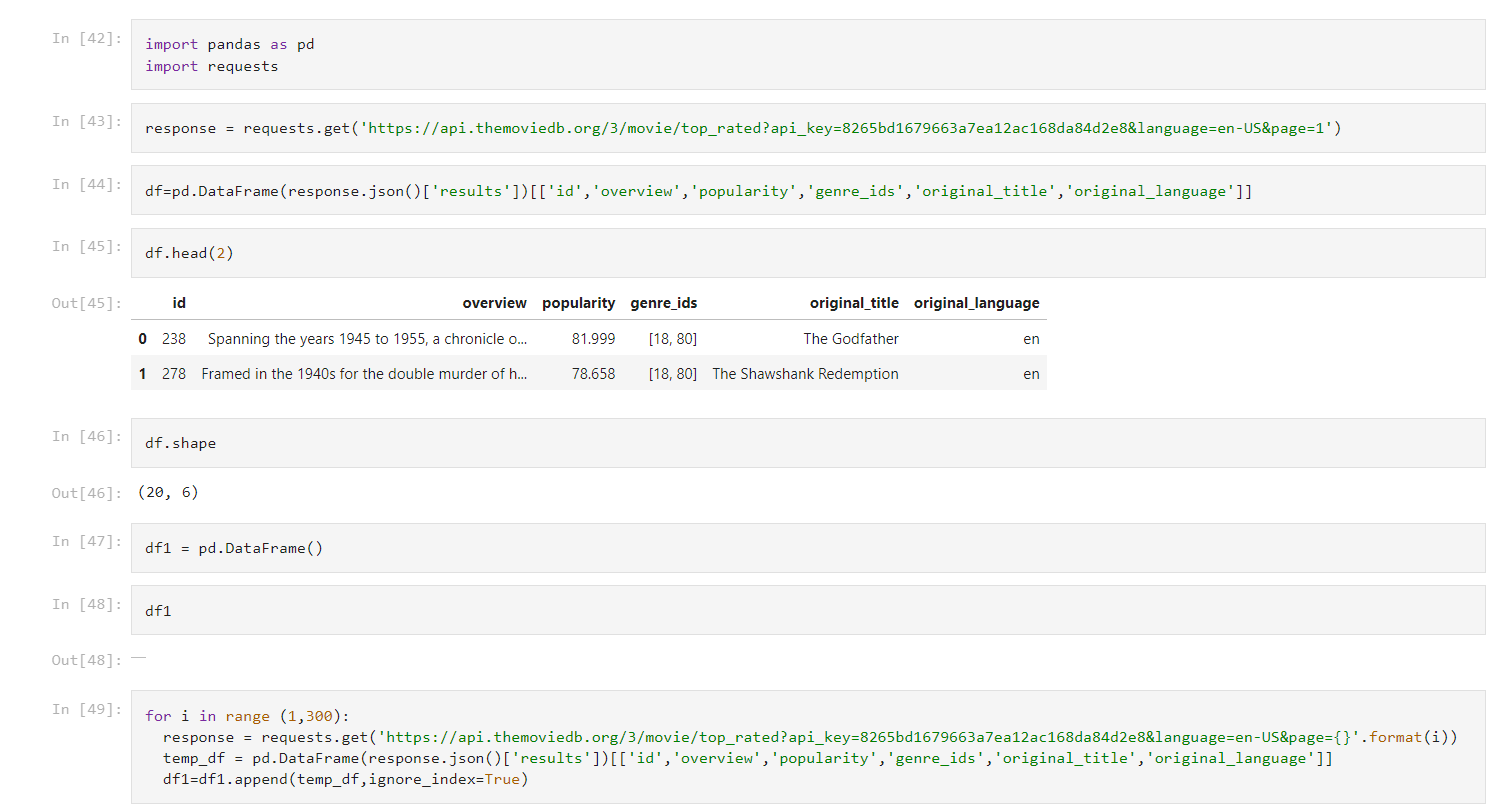 In [42]:
import pandas as pd
import requests
In [43]:
response = requests.get('https://api.themoviedb.org/3/movie/top_rated?api_key=8265bd1679663a7ea12ac168da84d2e8&language=en-US&page=1')
In [44]:
df=pd.DataFrame(response.json()['results'])[['id','overview','popularity','genre_ids','original_title','original_language']]
In [45]:
df.head(2)
Out[45]:
id overview popularity genre_ids original_title original_language
0 238 Spanning the years 1945 to 1955, a chronicle o... 81.999 [18, 80] The Godfather en
1 278 Framed in the 1940s for the double murder of h... 78.658 [18, 80] The Shawshank Redemption en
In [46]:
df.shape
Out[46]: (20, 6)
In [47]:
df1 = pd.DataFrame()
In [48]:
df1
Out[48]:
In [49]:
for i in range (1,300):
  response = requests.get('https://api.themoviedb.org/3/movie/top_rated?api_key=8265bd1679663a7ea12ac168da84d2e8&language=en-US&page={}'.format(i))
  temp_df = pd.DataFrame(response.json()['results'])[['id','overview','popularity','genre_ids','original_title','original_language']]
  df1=df1.append(temp_df,ignore_index=True)